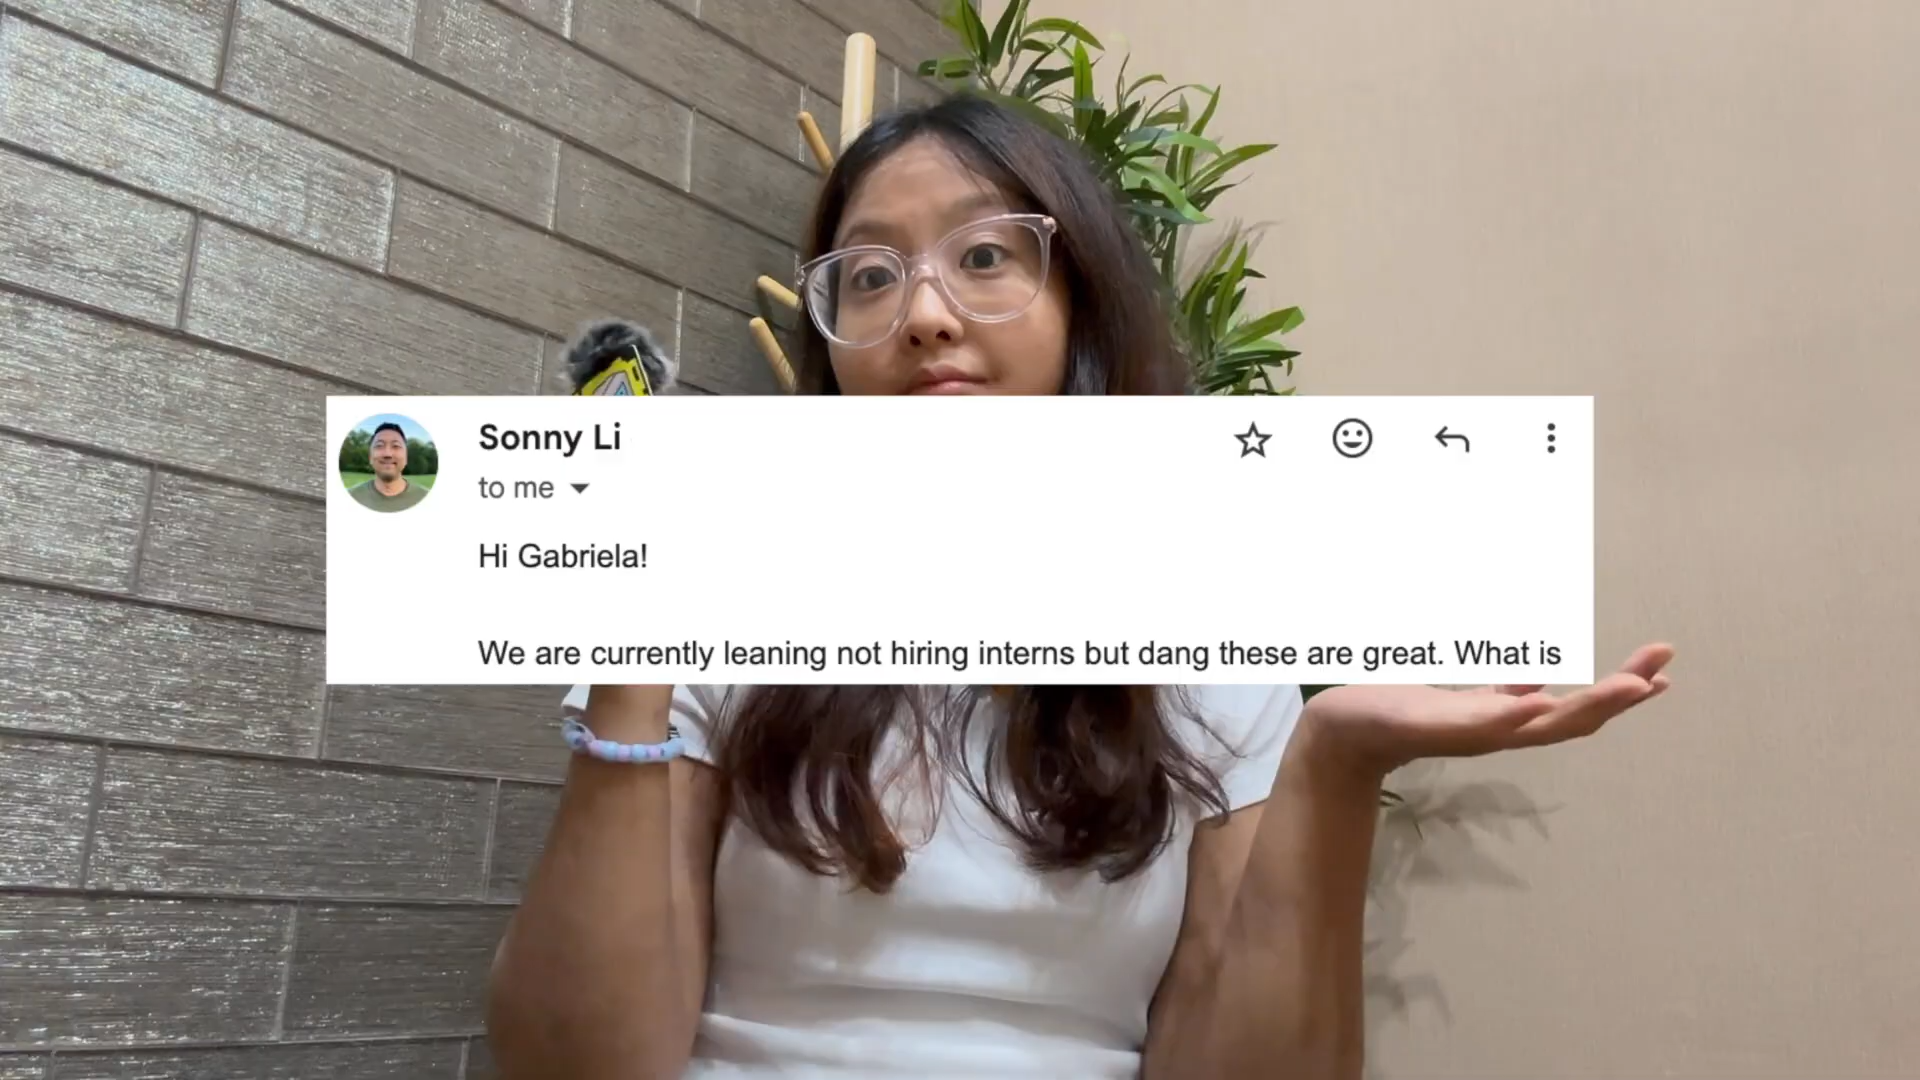 Sonny Li
to me
Hi Gabriela!
We are currently leaning not hiring interns but dang these are great. What is